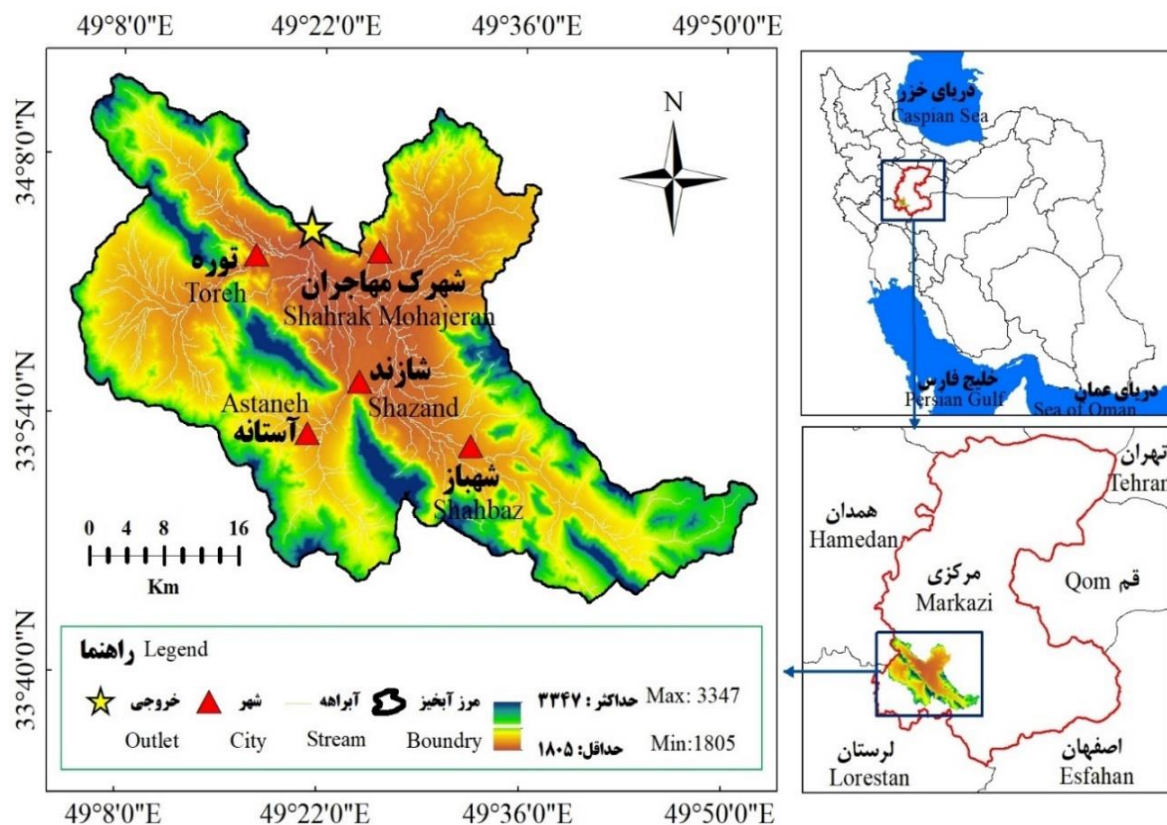 49°8'0"E 49°22'0"E 49°36'0"E 49°50'0"E
34°8'0"N
33°54'0"N
33°40'0"N
N
توره
Toreh
شهرک مهاجران
Shahrak Mohajeran
شازند
Shazand
Astaneh
آستانه
شهباز
Shahbaz
0 4 8 16
Km
راهنما Legend
خروجی شهر آبراهه مرز آبخیز حداکثر: ۳۳۴۷ Max: 3347
Outlet City Stream Boundry حداقل: ۱۸۰۵ Min:1805
49°8'0"E 49°22'0"E 49°36'0"E 49°50'0"E
دریای خزر
Caspian Sea
خلیج فارس
Persian Gulf
دریای عمان
Sea of Oman
تهران
Tehran
همدان
Hamedan
مرکزی
Markazi
Qom قم
لرستان
Lorestan
اصفهان
Esfahan